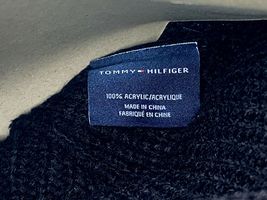 TOMMY HILFIGER
100% ACRYLIC/ACRYLIQUE
MADE IN CHINA
FABRIQUÉ EN CHINE